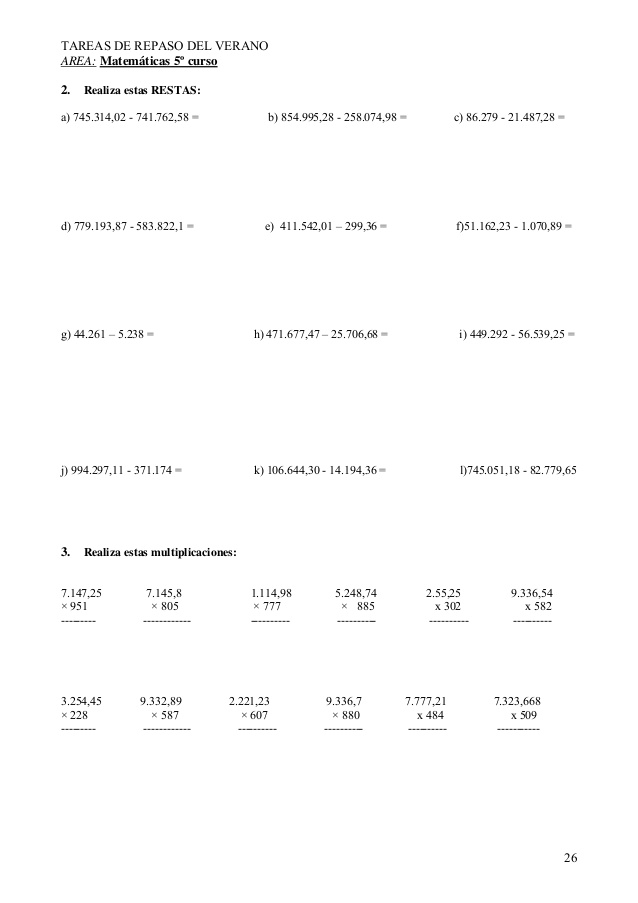 TAREAS DE REPASO DEL VERANO
AREA: Matemáticas 5º curso
2. Realiza estas RESTAS:
a) 745.314,02 - 741.762,58 = b) 854.995,28 - 258.074,98 = c) 86.279 - 21.487,28 =
d) 779.193,87 - 583.822,1 = e) 411.542,01 – 299,36 = f)51.162,23 - 1.070,89 =
g) 44.261 – 5.238 = h) 471.677,47 – 25.706,68 = i) 449.292 - 56.539,25 =
j) 994.297,11 - 371.174 = k) 106.644,30 - 14.194,36 = l)745.051,18 - 82.779,65
3. Realiza estas multiplicaciones:
7.147,25 7.145,8 1.114,98 5.248,74 2.55,25 9.336,54
× 951 × 805 × 777 × 885 x 302 x 582
--------- ------------ ---------- ---------- ---------- ----------
3.254,45 9.332,89 2.221,23 9.336,7 7.777,21 7.323,668
× 228 × 587 × 607 × 880 x 484 x 509
--------- ------------ ---------- ---------- ---------- -----------
26